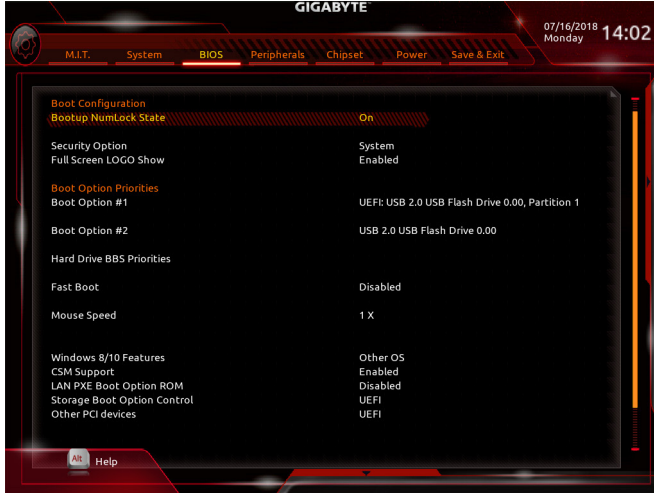 GIGABYTE™
07/16/2018
Monday
14:02
M.I.T. System BIOS Peripherals Chipset Power Save & Exit
Boot Configuration
Bootup NumLock State On
Security Option System
Full Screen LOGO Show Enabled
Boot Option Priorities
Boot Option #1 UEFI: USB 2.0 USB Flash Drive 0.00, Partition 1
Boot Option #2 USB 2.0 USB Flash Drive 0.00
Hard Drive BBS Priorities
Fast Boot Disabled
Mouse Speed 1 X
Windows 8/10 Features Other OS
CSM Support Enabled
LAN PXE Boot Option ROM Disabled
Storage Boot Option Control UEFI
Other PCI devices UEFI
Alt Help